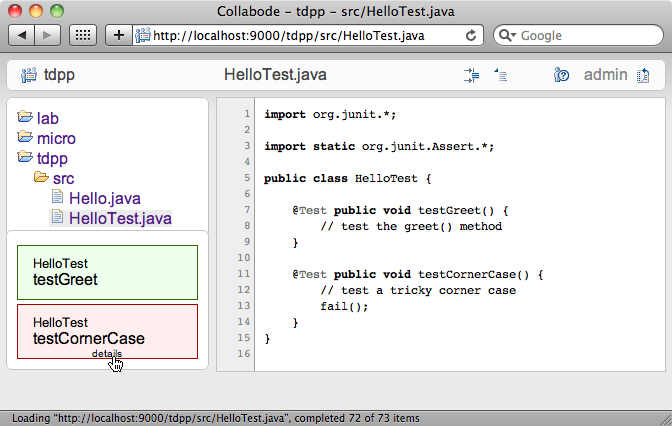 Collabode - tdpp - src/HelloTest.java
http://localhost:9000/tdpp/src/HelloTest.java
Google
tdpp
HelloTest.java
admin
lab
micro
tdpp
src
Hello.java
HelloTest.java
HelloTest
testGreet
HelloTest
testCornerCase
details
1 import org.junit.*;
2
3 import static org.junit.Assert.*;
4
5 public class HelloTest {
6
7 @Test public void testGreet() {
8 // test the greet() method
9 }
10
11 @Test public void testCornerCase() {
12 // test a tricky corner case
13 fail();
14 }
15 }
16
Loading "http://localhost:9000/tdpp/src/HelloTest.java", completed 72 of 73 items